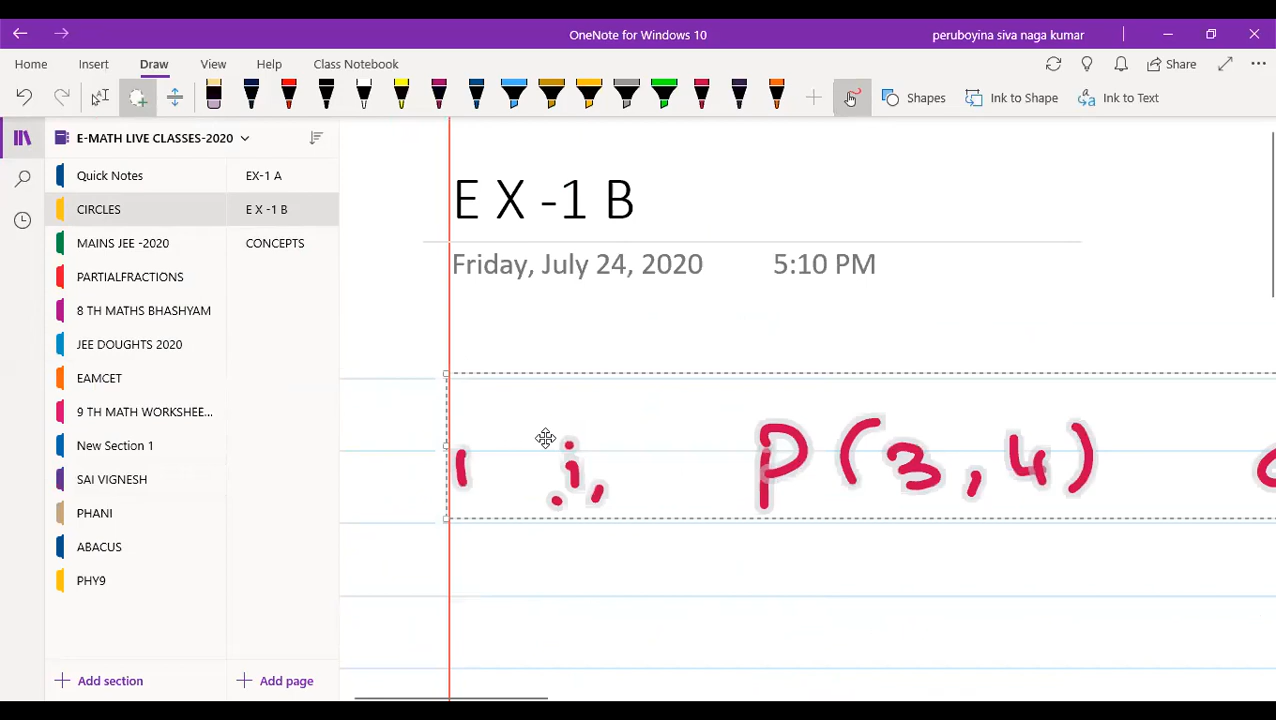 OneNote for Windows 10
peruboyina siva naga kumar
Home Insert Draw View Help Class Notebook
Share
Shapes Ink to Shape Ink to Text
E-MATH LIVE CLASSES-2020
Quick Notes
CIRCLES
MAINS JEE -2020
PARTIALFRACTIONS
8 TH MATHS BHASHYAM
JEE DOUGHTS 2020
EAMCET
9 TH MATH WORKSHEE...
New Section 1
SAI VIGNESH
PHANI
ABACUS
PHY9
Add section
EX-1 A
E X -1 B
CONCEPTS
Add page
E X -1 B
Friday, July 24, 2020 5:10 PM
1 i, P(3,4)